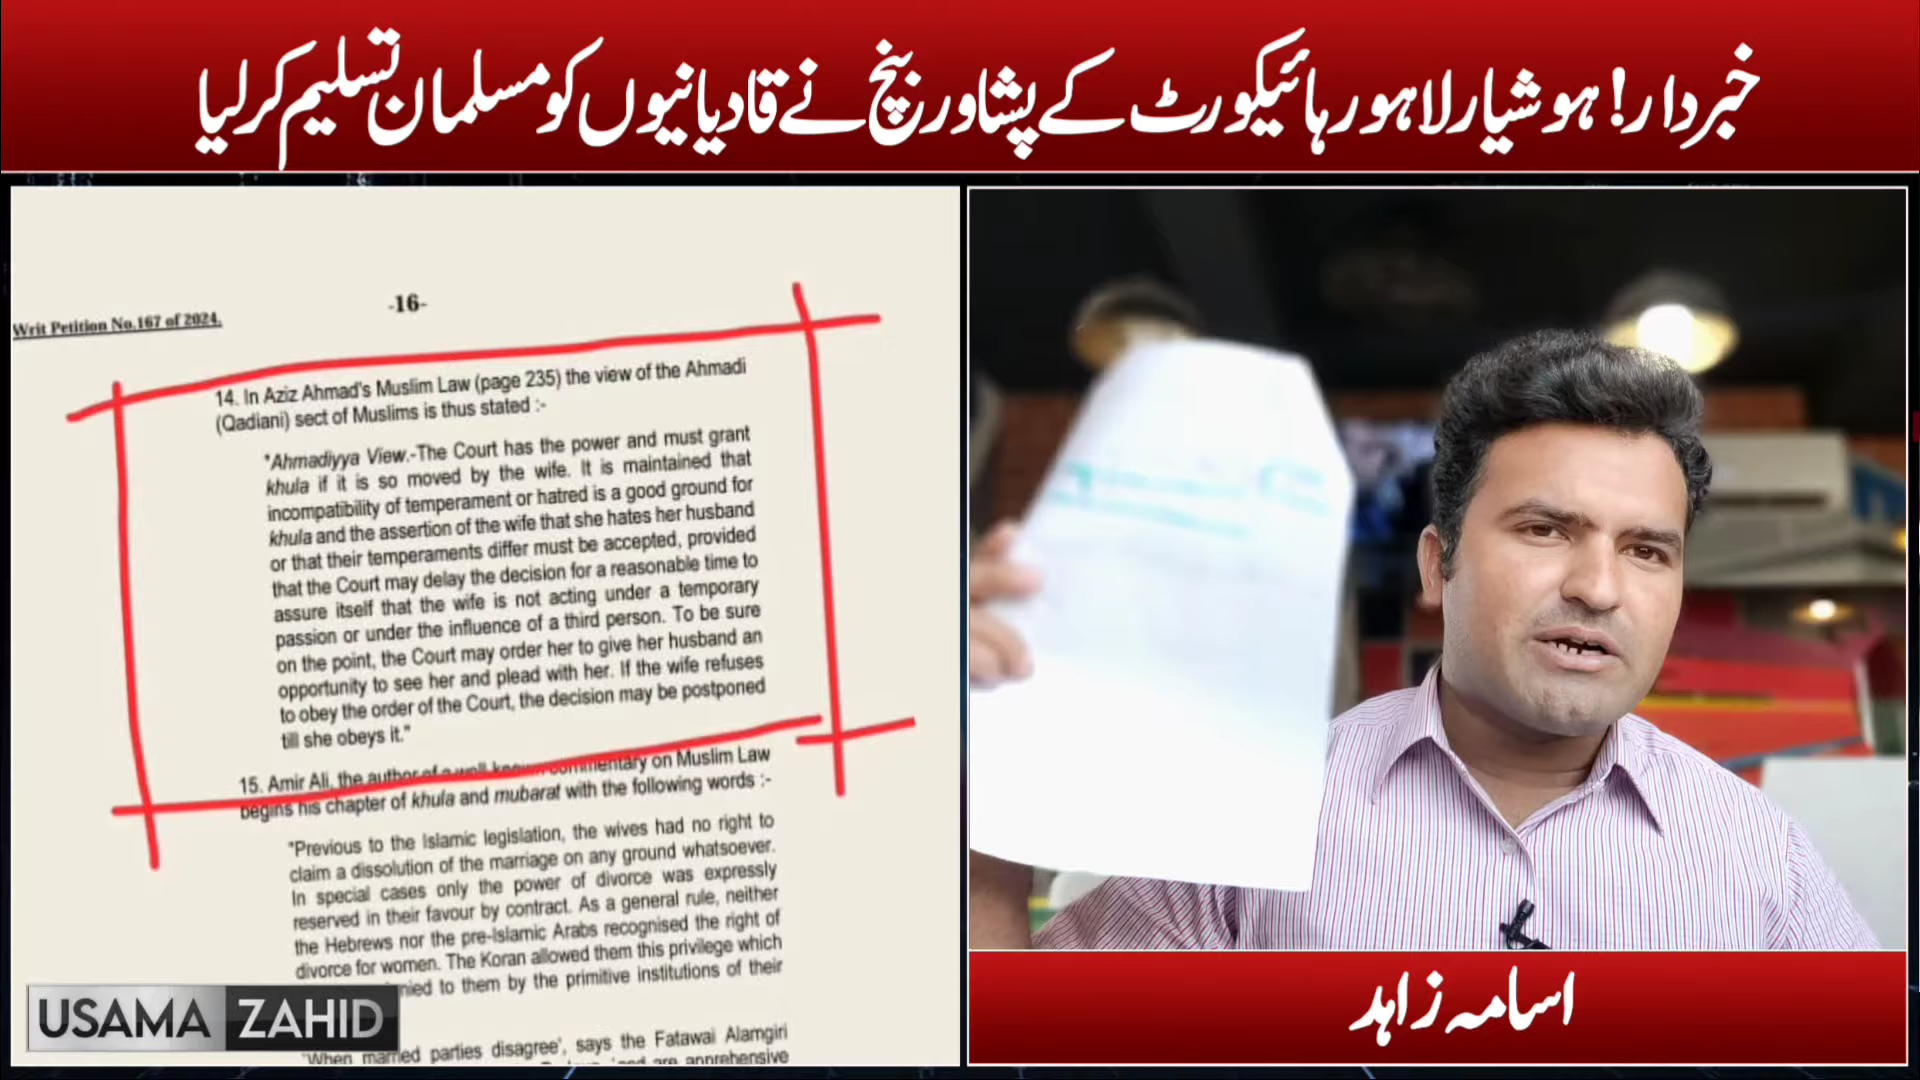 خبردار! ہوشیار لاہور ہائیکورٹ کے پشاور بنچ نے قادیانیوں کو مسلمان تسلیم کر لیا
-16-
Writ Petition No.167 of 2024.
14. In Aziz Ahmad's Muslim Law (page 235) the view of the Ahmadi
(Qadiani) sect of Muslims is thus stated :-
"Ahmadiyya View.-The Court has the power and must grant
khula if it is so moved by the wife. It is maintained that
incompatibility of temperament or hatred is a good ground for
khula and the assertion of the wife that she hates her husband
or that their temperaments differ must be accepted, provided
that the Court may delay the decision for a reasonable time to
assure itself that the wife is not acting under a temporary
passion or under the influence of a third person. To be sure
on the point, the Court may order her to give her husband an
opportunity to see her and plead with her. If the wife refuses
to obey the order of the Court, the decision may be postponed
till she obeys it."
15. Amir Ali, the author of a well known commentary on Muslim Law
begins his chapter of khula and mubarat with the following words :-
"Previous to the Islamic legislation, the wives had no right to
claim a dissolution of the marriage on any ground whatsoever.
In special cases only the power of divorce was expressly
reserved in their favour by contract. As a general rule, neither
the Hebrews nor the pre-Islamic Arabs recognised the right of
divorce for women. The Koran allowed them this privilege which
to them by the primitive institutions of their
'When married parties disagree', says the Fatawai Alamgiri
and are apprehensive
USAMA ZAHID
اسامہ زاہد